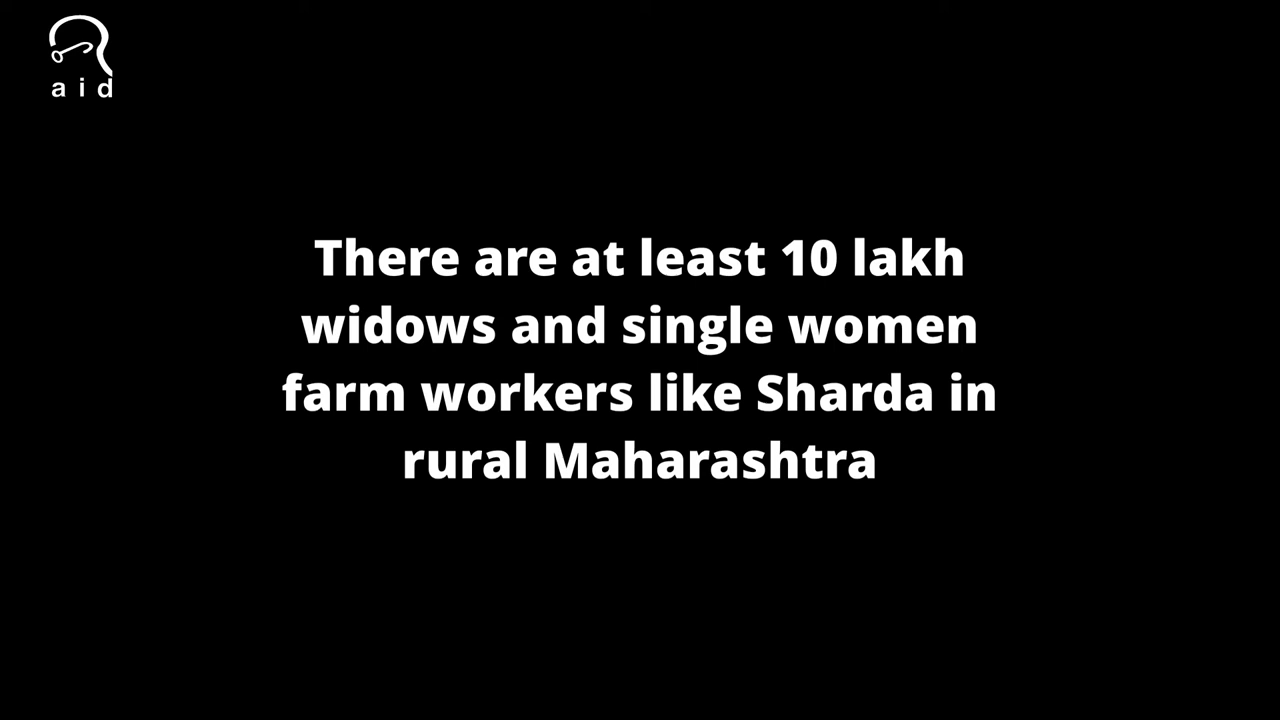 aid
There are at least 10 lakh
widows and single women
farm workers like Sharda in
rural Maharashtra